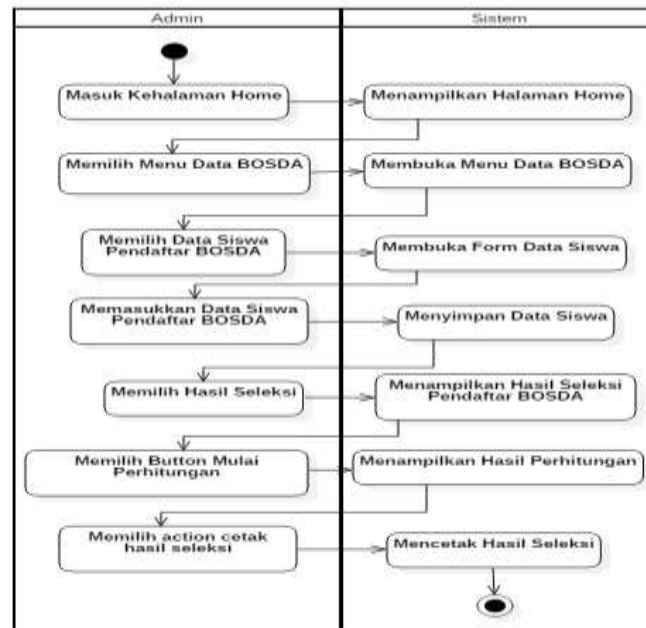 Admin
Sistem
Masuk Kehalaman Home
Menampilkan Halaman Home
Memilih Menu Data BOSDA
Membuka Menu Data BOSDA
Memilih Data Siswa
Pendaftar BOSDA
Membuka Form Data Siswa
Memasukkan Data Siswa
Pendaftar BOSDA
Menyimpan Data Siswa
Memilih Hasil Seleksi
Menampilkan Hasil Seleksi
Pendaftar BOSDA
Memilih Button Mulai
Perhitungan
Menampilkan Hasil Perhitungan
Memilih action cetak
hasil seleksi
Mencetak Hasil Seleksi